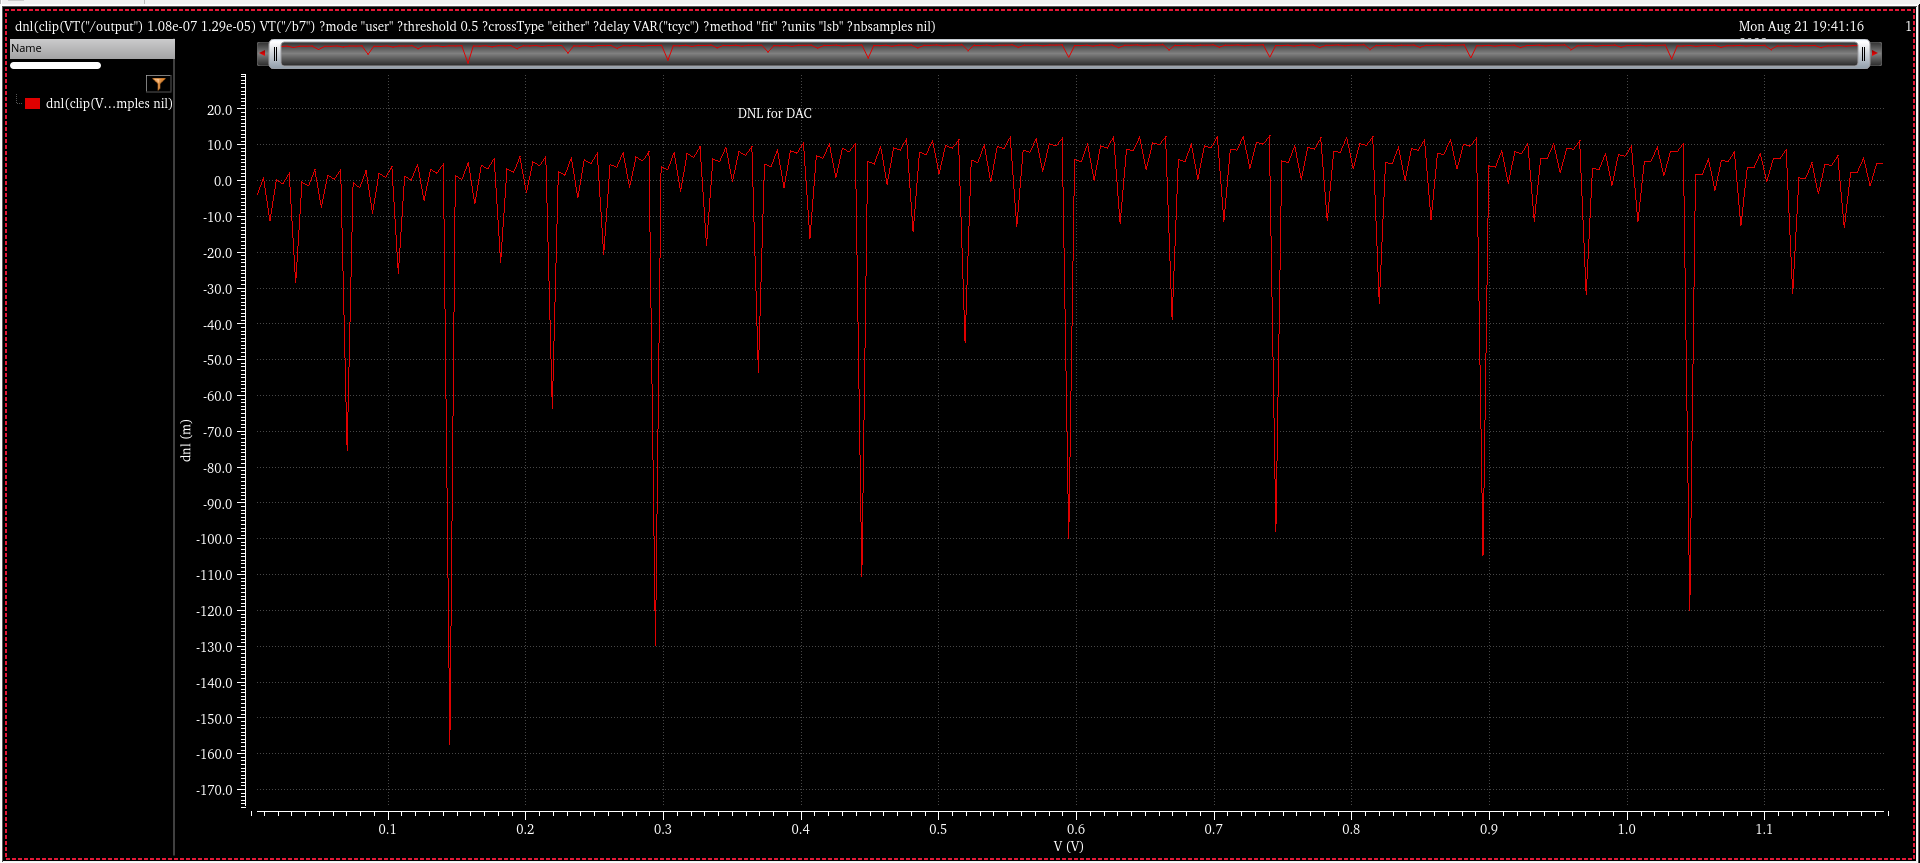 dnl(clip(VT("/output") 1.08e-07 1.29e-05) VT("/b7") ?mode "user" ?threshold 0.5 ?crossType "either" ?delay VAR("tcyc") ?method "fit" ?units "lsb" ?nbsamples nil)
Mon Aug 21 19:41:16
1
Name
dnl(clip(V...mples nil)
DNL for DAC
20.0
10.0
0.0
-10.0
-20.0
-30.0
-40.0
-50.0
-60.0
-70.0
-80.0
-90.0
-100.0
-110.0
-120.0
-130.0
-140.0
-150.0
-160.0
-170.0
dnl (m)
0.1 0.2 0.3 0.4 0.5 0.6 0.7 0.8 0.9 1.0 1.1
V (V)